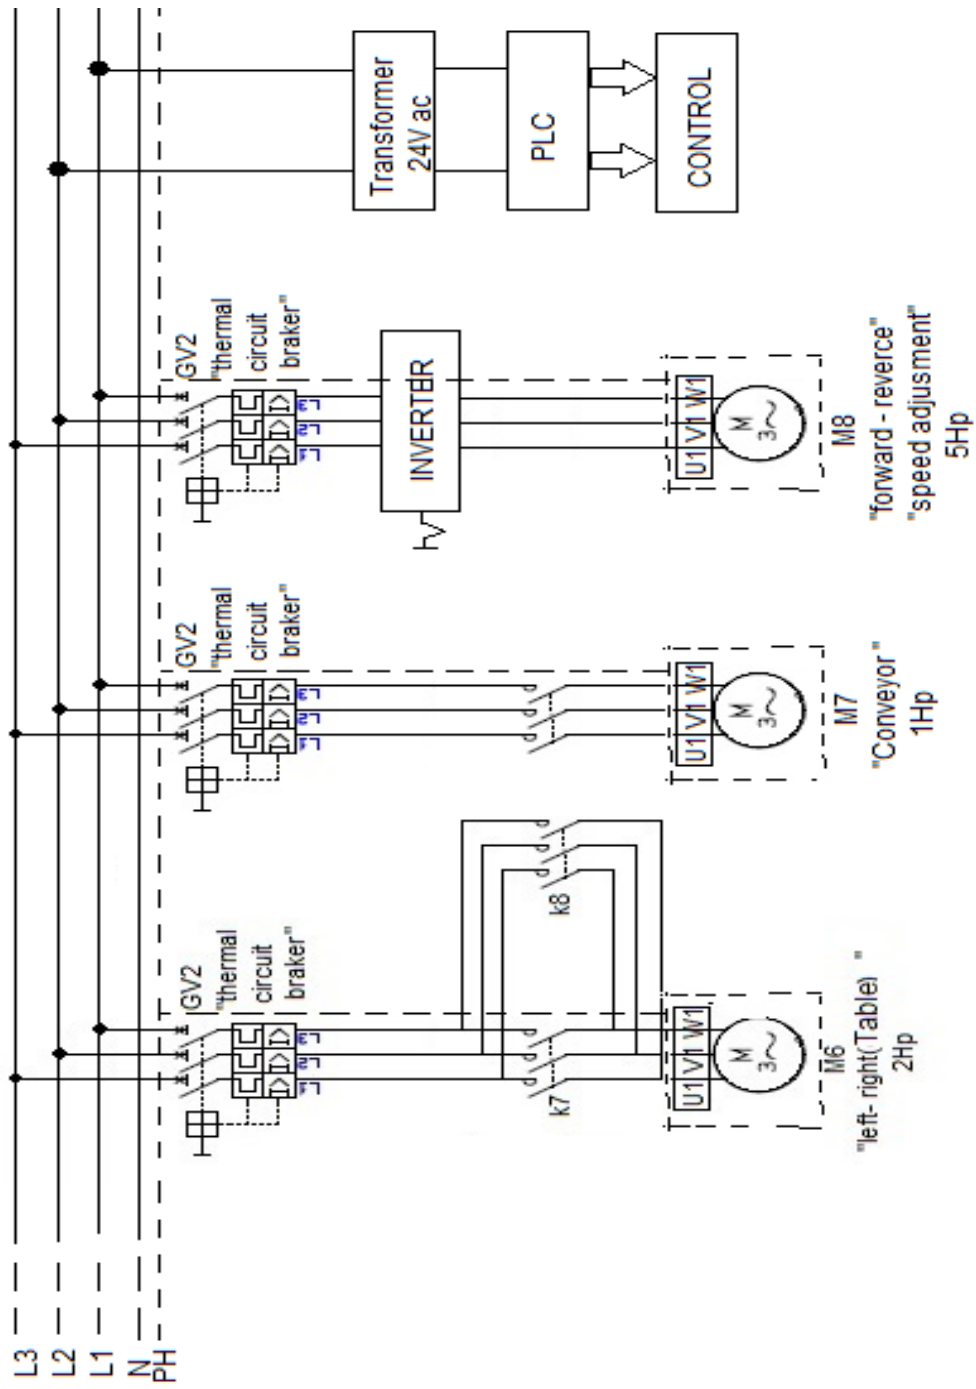 L3
L2
L1
N
PH
GV2
"thermal
circuit
braker"
k7
k8
U1 V1 W1
M
3~
M6
"left- right(Table) "
2Hp
GV2
"thermal
circuit
braker"
U1 V1 W1
M
3~
M7
"Conveyor "
1Hp
GV2
"thermal
circuit
braker"
INVERTER
U1 V1 W1
M
3~
M8
"forward - reverce"
"speed adjusment"
5Hp
Transformer
24V ac
PLC
CONTROL